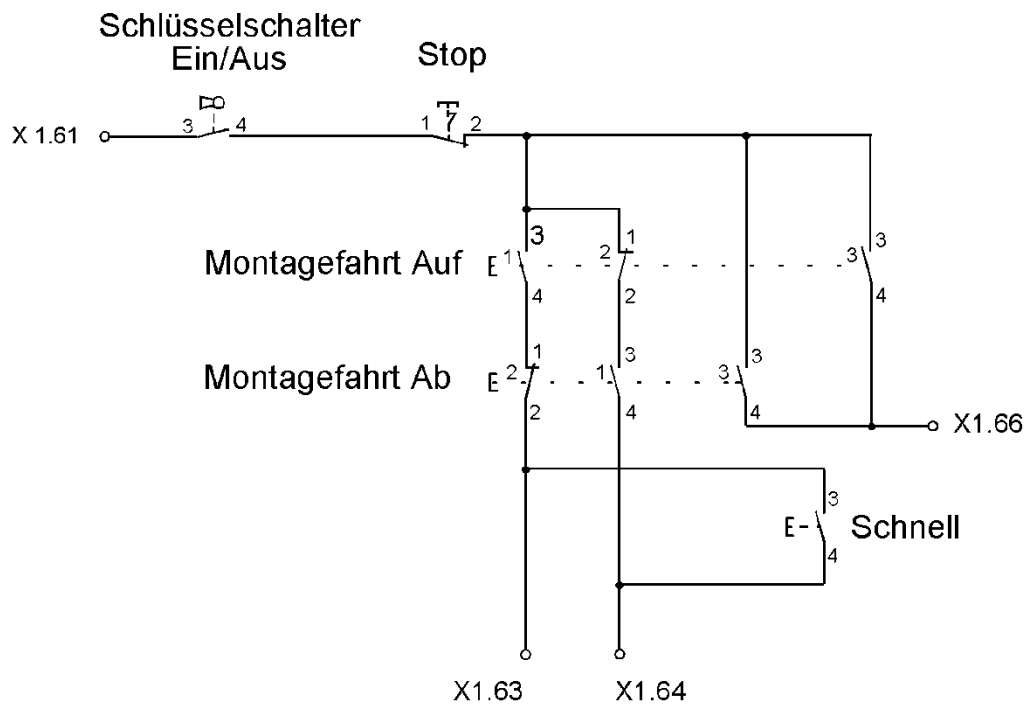 Schlüsselschalter
Ein/Aus
Stop
X 1.61
3 4
1 2
3 1
Montagefahrt Auf
1 2 3 3
4 2 4
1 3 3
Montagefahrt Ab
2 1 3
2 4 4
X1.66
3
Schnell
4
X1.63 X1.64